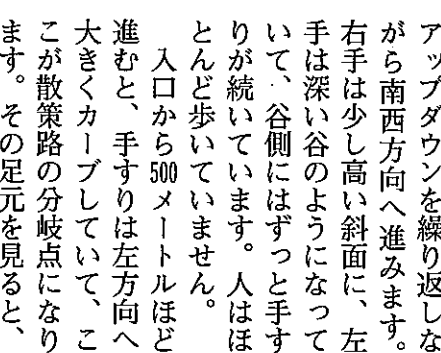 アップダウンを繰り返しな
がら南西方向へ進みます。
右手は少し高い斜面に、左
手は深い谷のようになって
いて、谷側にはずっと手す
りが続いています。人はほ
とんど歩いていません。
入口から500メートルほど
進むと、手すりは左方向へ
大きくカーブしていて、こ
こが散策路の分岐点になり
ます。その足元を見ると、